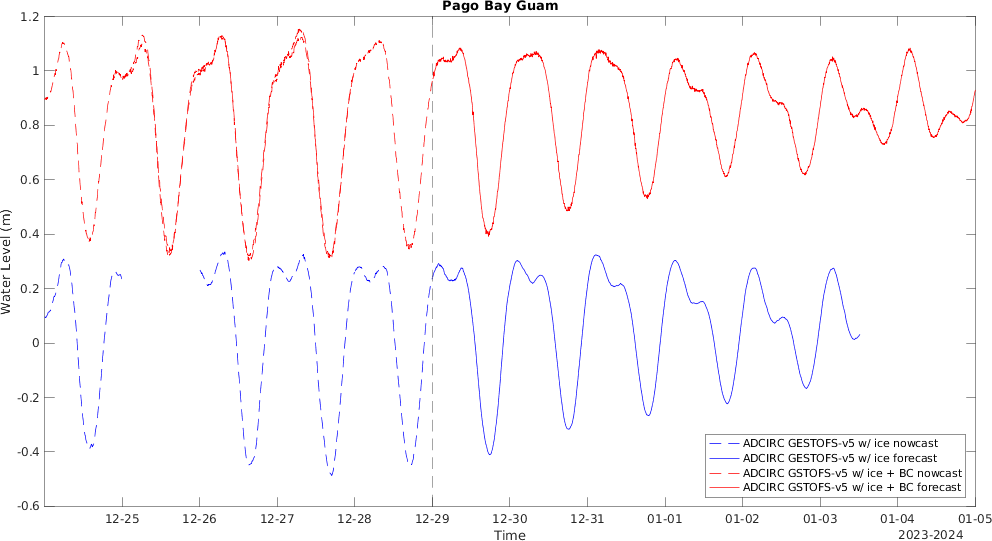 Pago Bay Guam
1.2
1
0.8
0.6
0.4
0.2
0
-0.2
-0.4
-0.6
Water Level (m)
ADCIRC GESTOFS-v5 w/ ice nowcast
ADCIRC GESTOFS-v5 w/ ice forecast
ADCIRC GSTOFS-v5 w/ ice + BC nowcast
ADCIRC GSTOFS-v5 w/ ice + BC forecast
12-25 12-26 12-27 12-28 12-29 12-30 12-31 01-01 01-02 01-03 01-04 01-05
Time
2023-2024